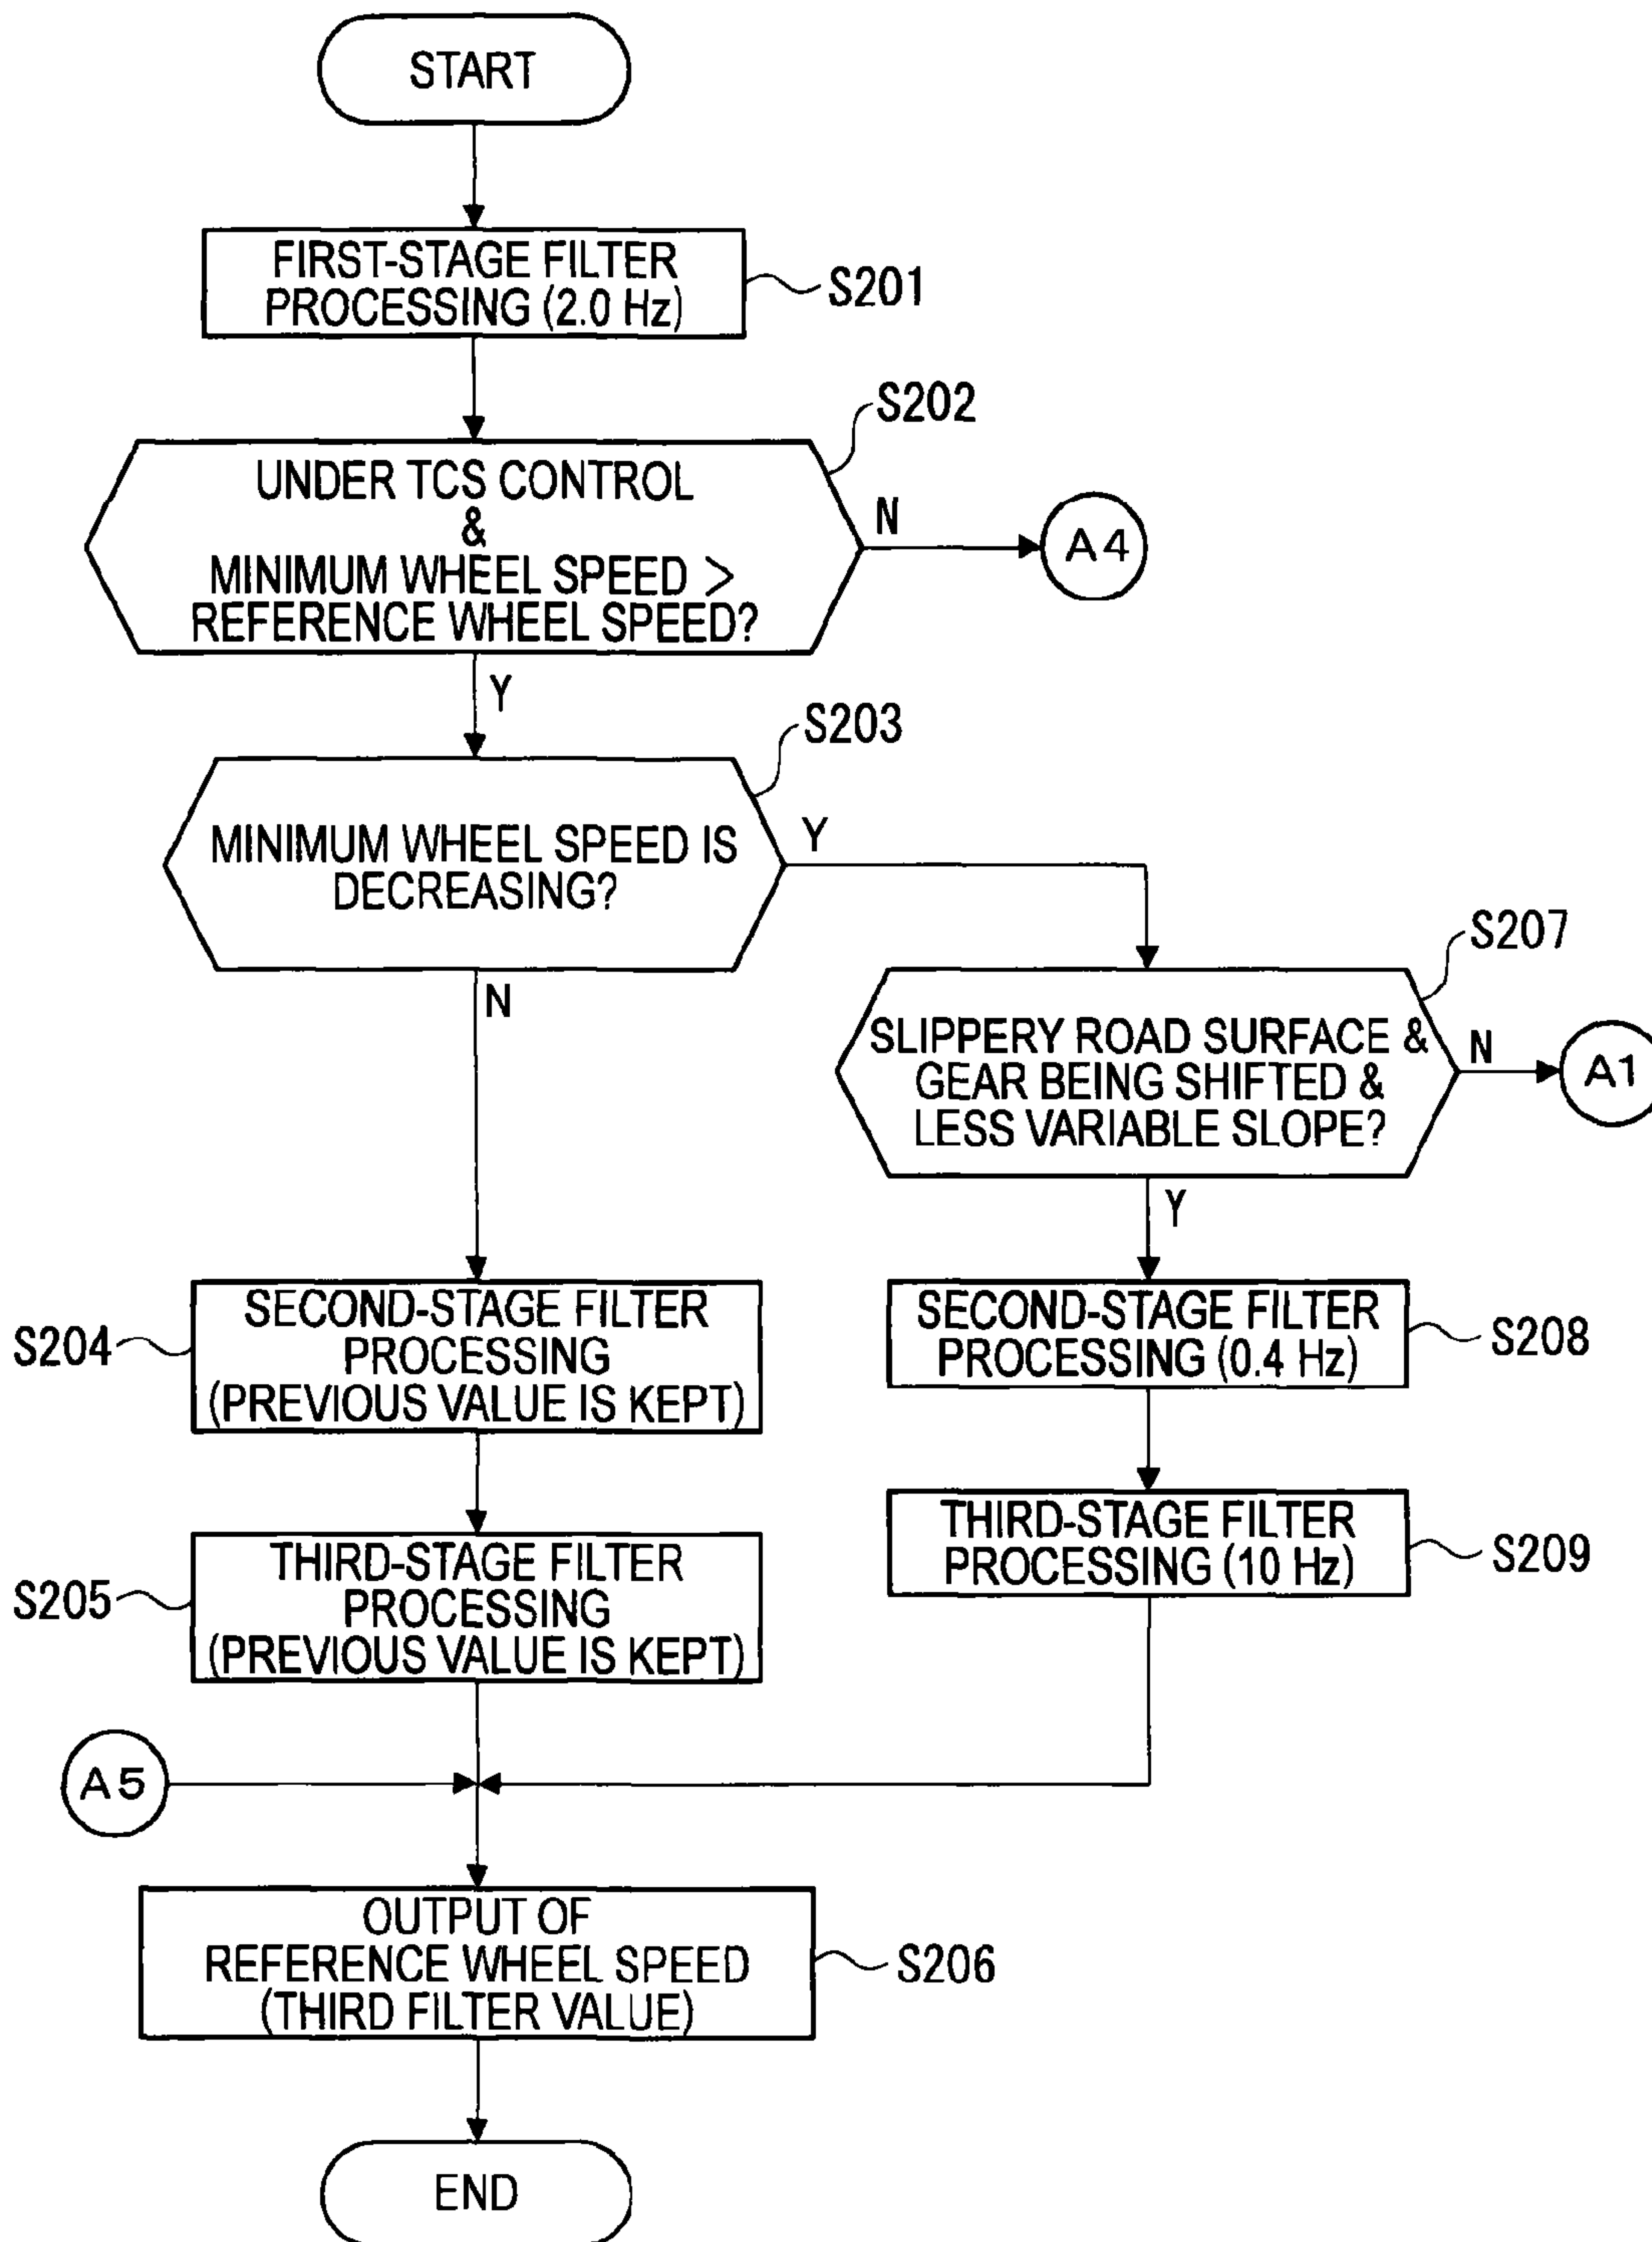 START
FIRST-STAGE FILTER
PROCESSING (2.0 Hz)
S201
S202
UNDER TCS CONTROL
&
MINIMUM WHEEL SPEED >
REFERENCE WHEEL SPEED?
N
A4
Y
S203
MINIMUM WHEEL SPEED IS
DECREASING?
Y
N
S207
SLIPPERY ROAD SURFACE &
GEAR BEING SHIFTED &
LESS VARIABLE SLOPE?
N
A1
Y
S204
SECOND-STAGE FILTER
PROCESSING
(PREVIOUS VALUE IS KEPT)
SECOND-STAGE FILTER
PROCESSING (0.4 Hz)
S208
S205
THIRD-STAGE FILTER
PROCESSING
(PREVIOUS VALUE IS KEPT)
THIRD-STAGE FILTER
PROCESSING (10 Hz)
S209
A5
OUTPUT OF
REFERENCE WHEEL SPEED
(THIRD FILTER VALUE)
S206
END